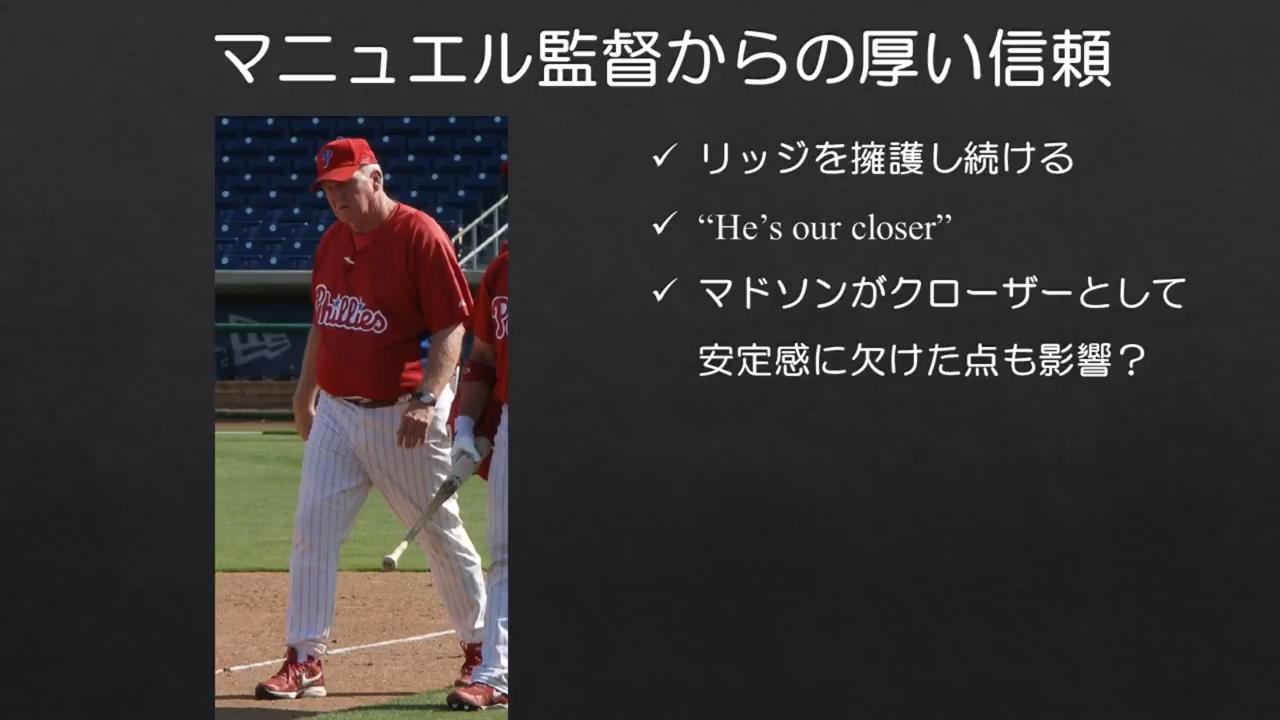 マニュエル監督からの厚い信頼
リッジを擁護し続ける
“He’s our closer”
マドソンがクローザーとして
安定感に欠けた点も影響？
Phillies